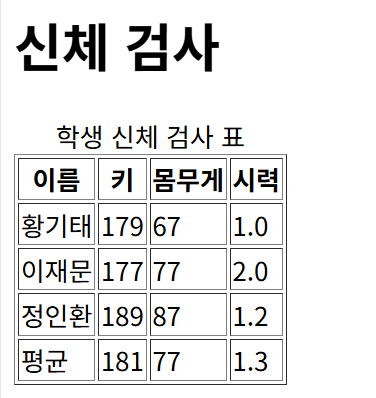 신체 검사
학생 신체 검사 표
이름 키 몸무게 시력
황기태 179 67 1.0
이재문 177 77 2.0
정인환 189 87 1.2
평균 181 77 1.3